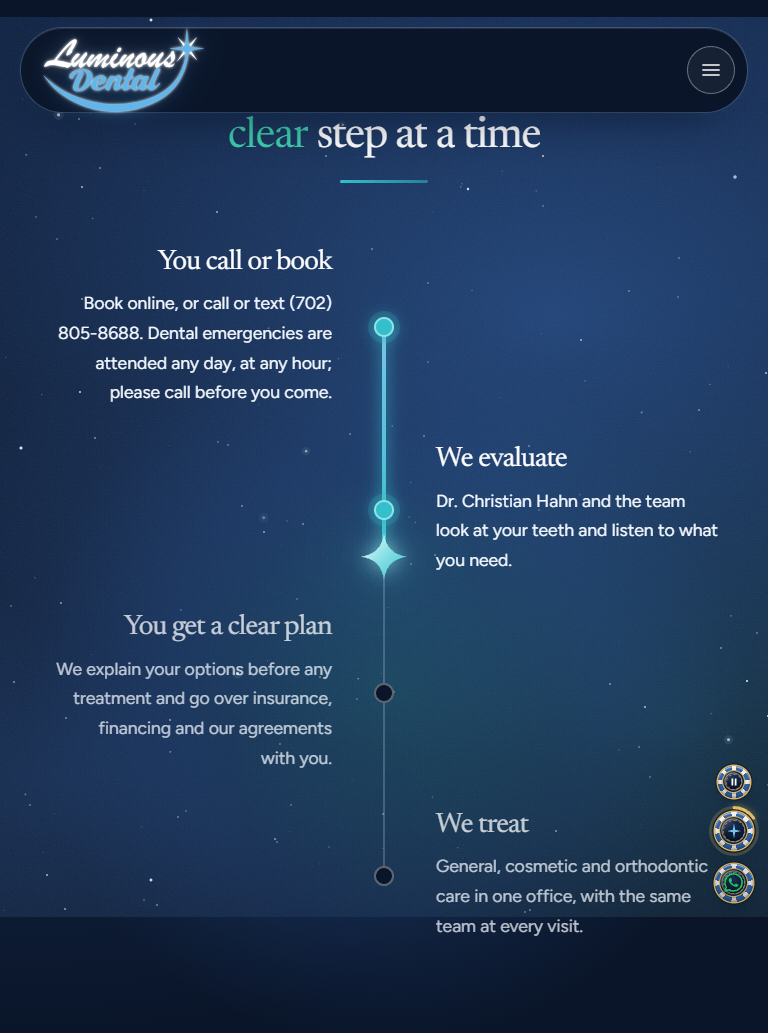 Luminous
Dental
clear step at a time
You call or book
Book online, or call or text (702)
805-8688. Dental emergencies are
attended any day, at any hour;
please call before you come.
We evaluate
Dr. Christian Hahn and the team
look at your teeth and listen to what
you need.
You get a clear plan
We explain your options before any
treatment and go over insurance,
financing and our agreements
with you.
We treat
General, cosmetic and orthodontic
care in one office, with the same
team at every visit.